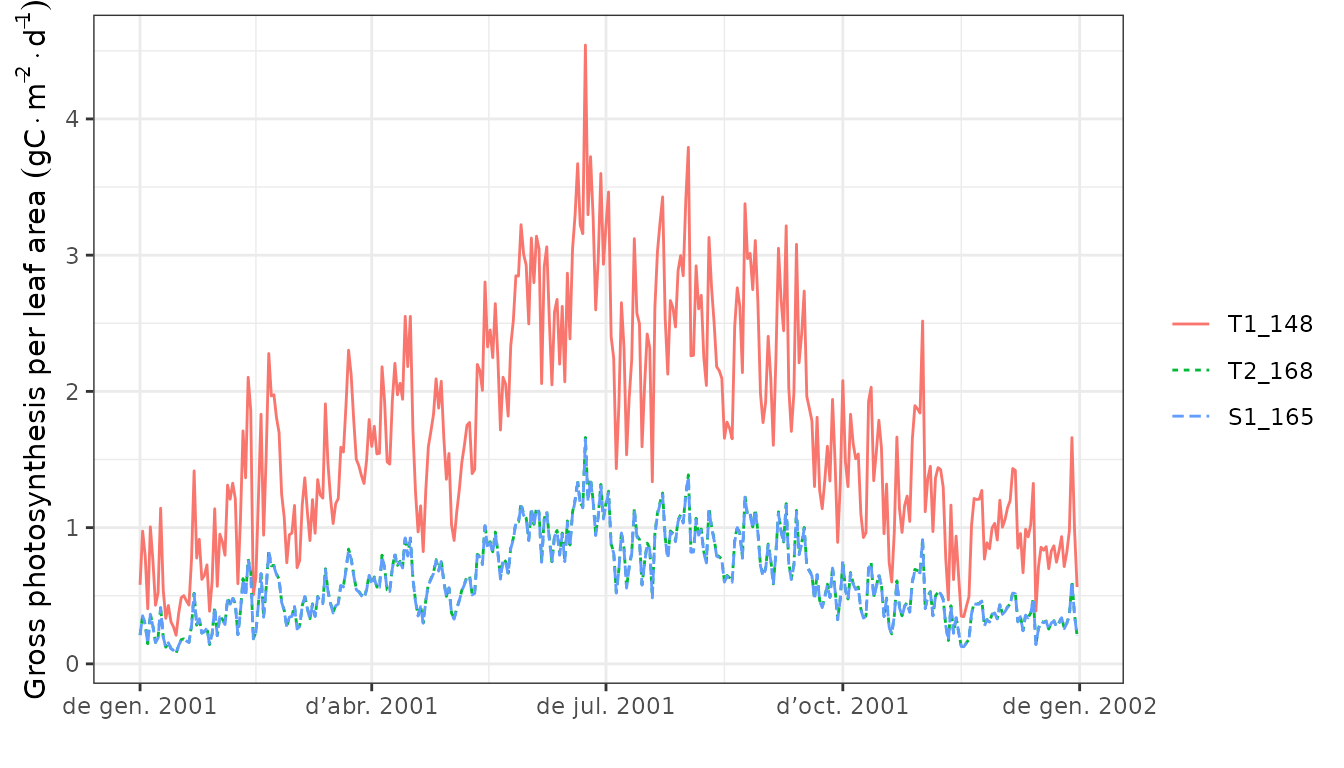 Gross photosynthesis per leaf area (gC · m⁻² · d⁻¹)
4
3
2
1
0
de gen. 2001 d’abr. 2001 de jul. 2001 d’oct. 2001 de gen. 2002
T1_148
T2_168
S1_165